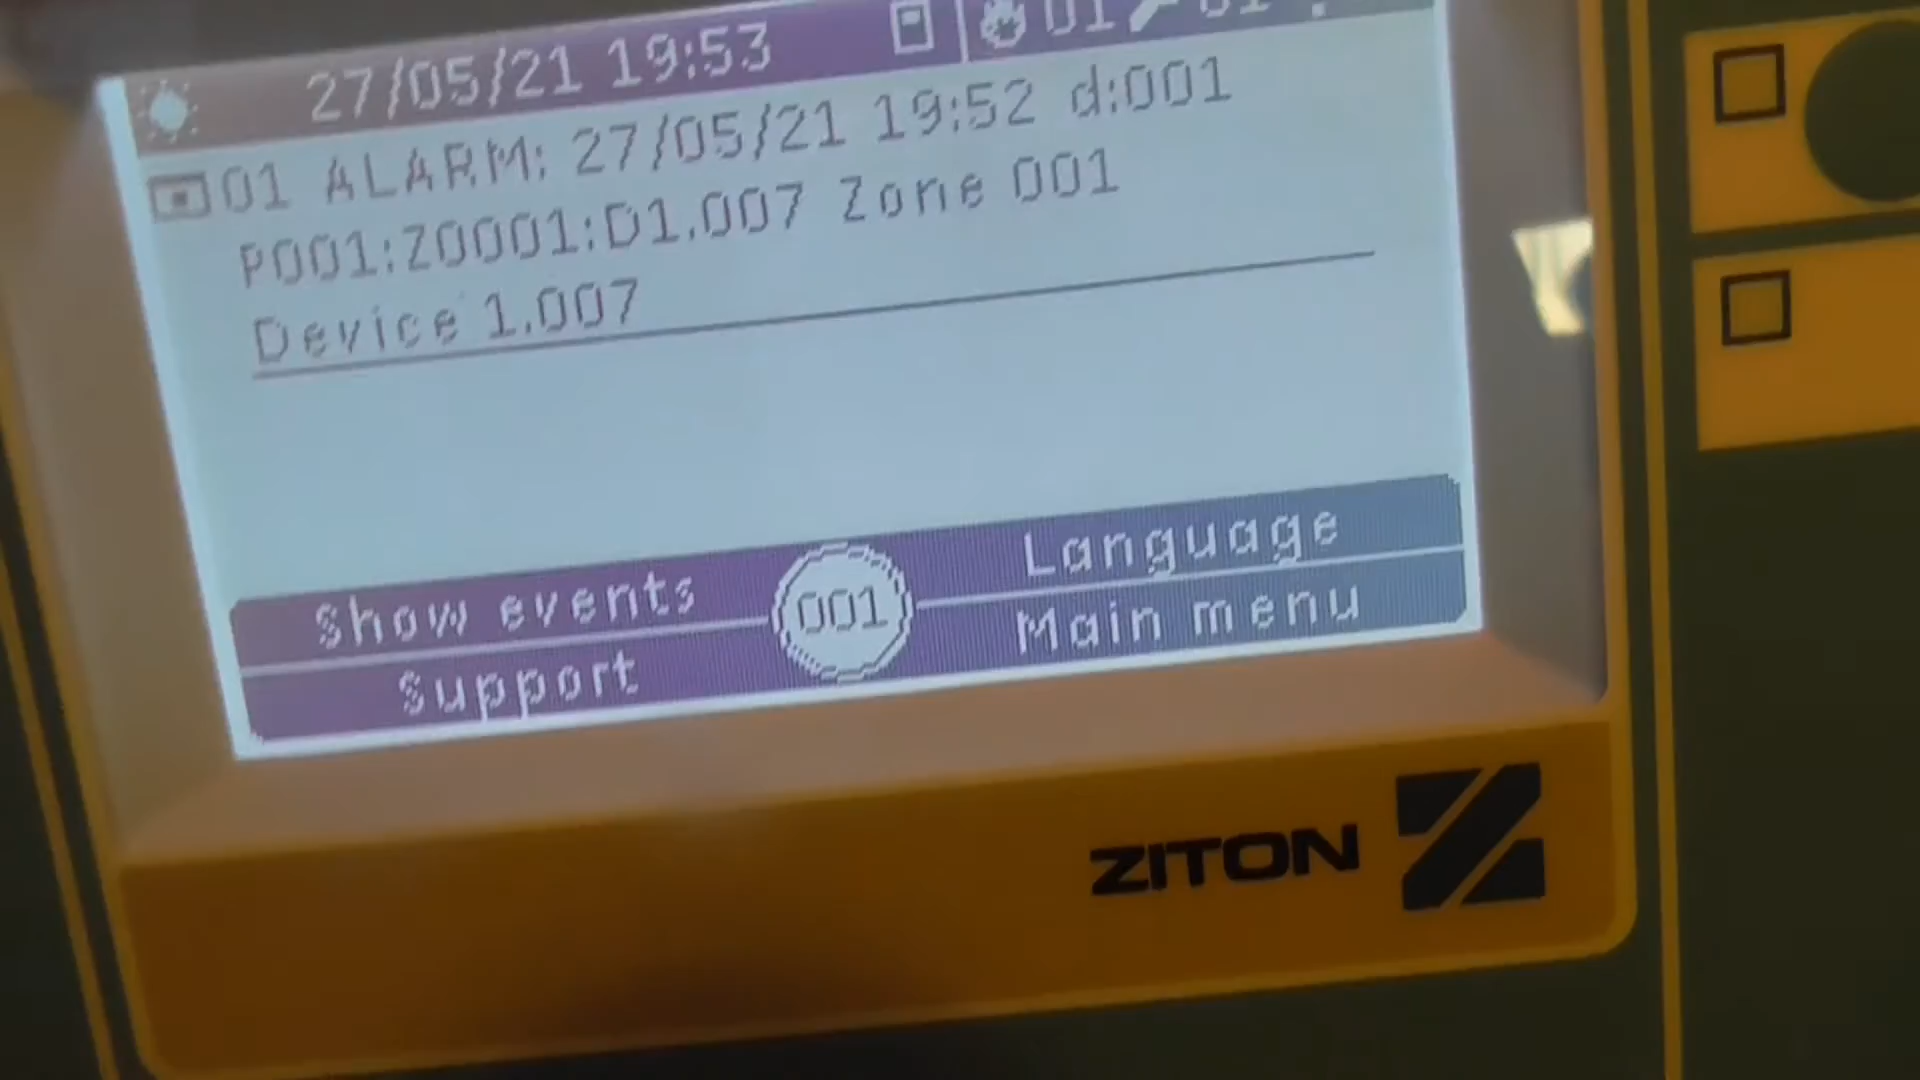 27/05/21 19:53 01
01 ALARM: 27/05/21 19:52 d:001
P001:Z0001:D1.007 Zone 001
Device 1.007
Show events 001 Language
Support Main menu
ZITON